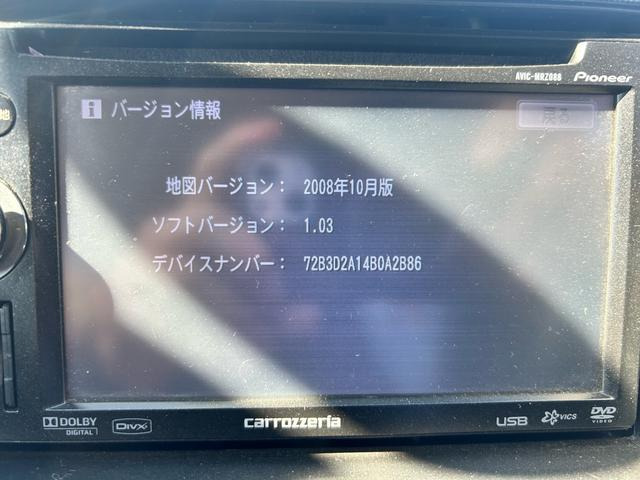 AVIC-MRZ088 Pioneer
バージョン情報
戻る
地図バージョン： 2008年10月版
ソフトバージョン： 1.03
デバイスナンバー： 72B3D2A14B0A2B86
DOLBY
DIGITAL
DivX
carrozzeria
USB
VICS
DVD
VIDEO